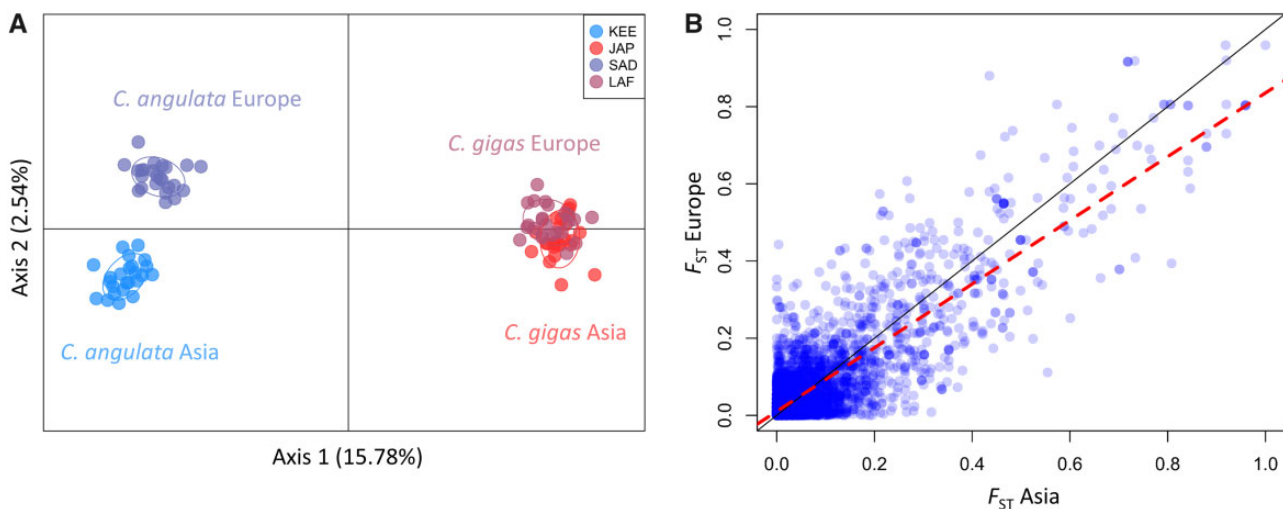 A
KEE
JAP
SAD
LAF
C. angulata Europe
C. gigas Europe
C. angulata Asia
C. gigas Asia
Axis 2 (2.54%)
Axis 1 (15.78%)
B
1.0
0.8
0.6
0.4
0.2
0.0
FST Europe
0.0 0.2 0.4 0.6 0.8 1.0
FST Asia